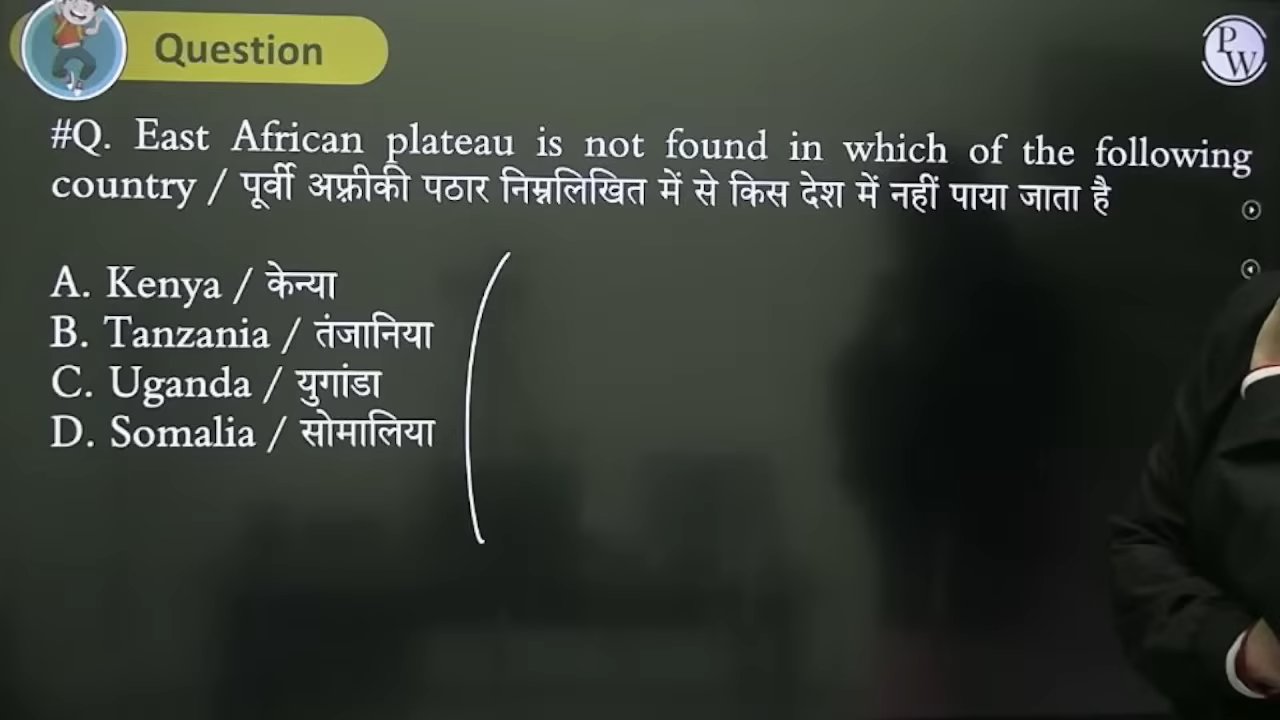 Question
PW
#Q. East African plateau is not found in which of the following
country / पूर्वी अफ़्रीकी पठार निम्नलिखित में से किस देश में नहीं पाया जाता है
A. Kenya / केन्या
B. Tanzania / तंजानिया
C. Uganda / युगांडा
D. Somalia / सोमालिया